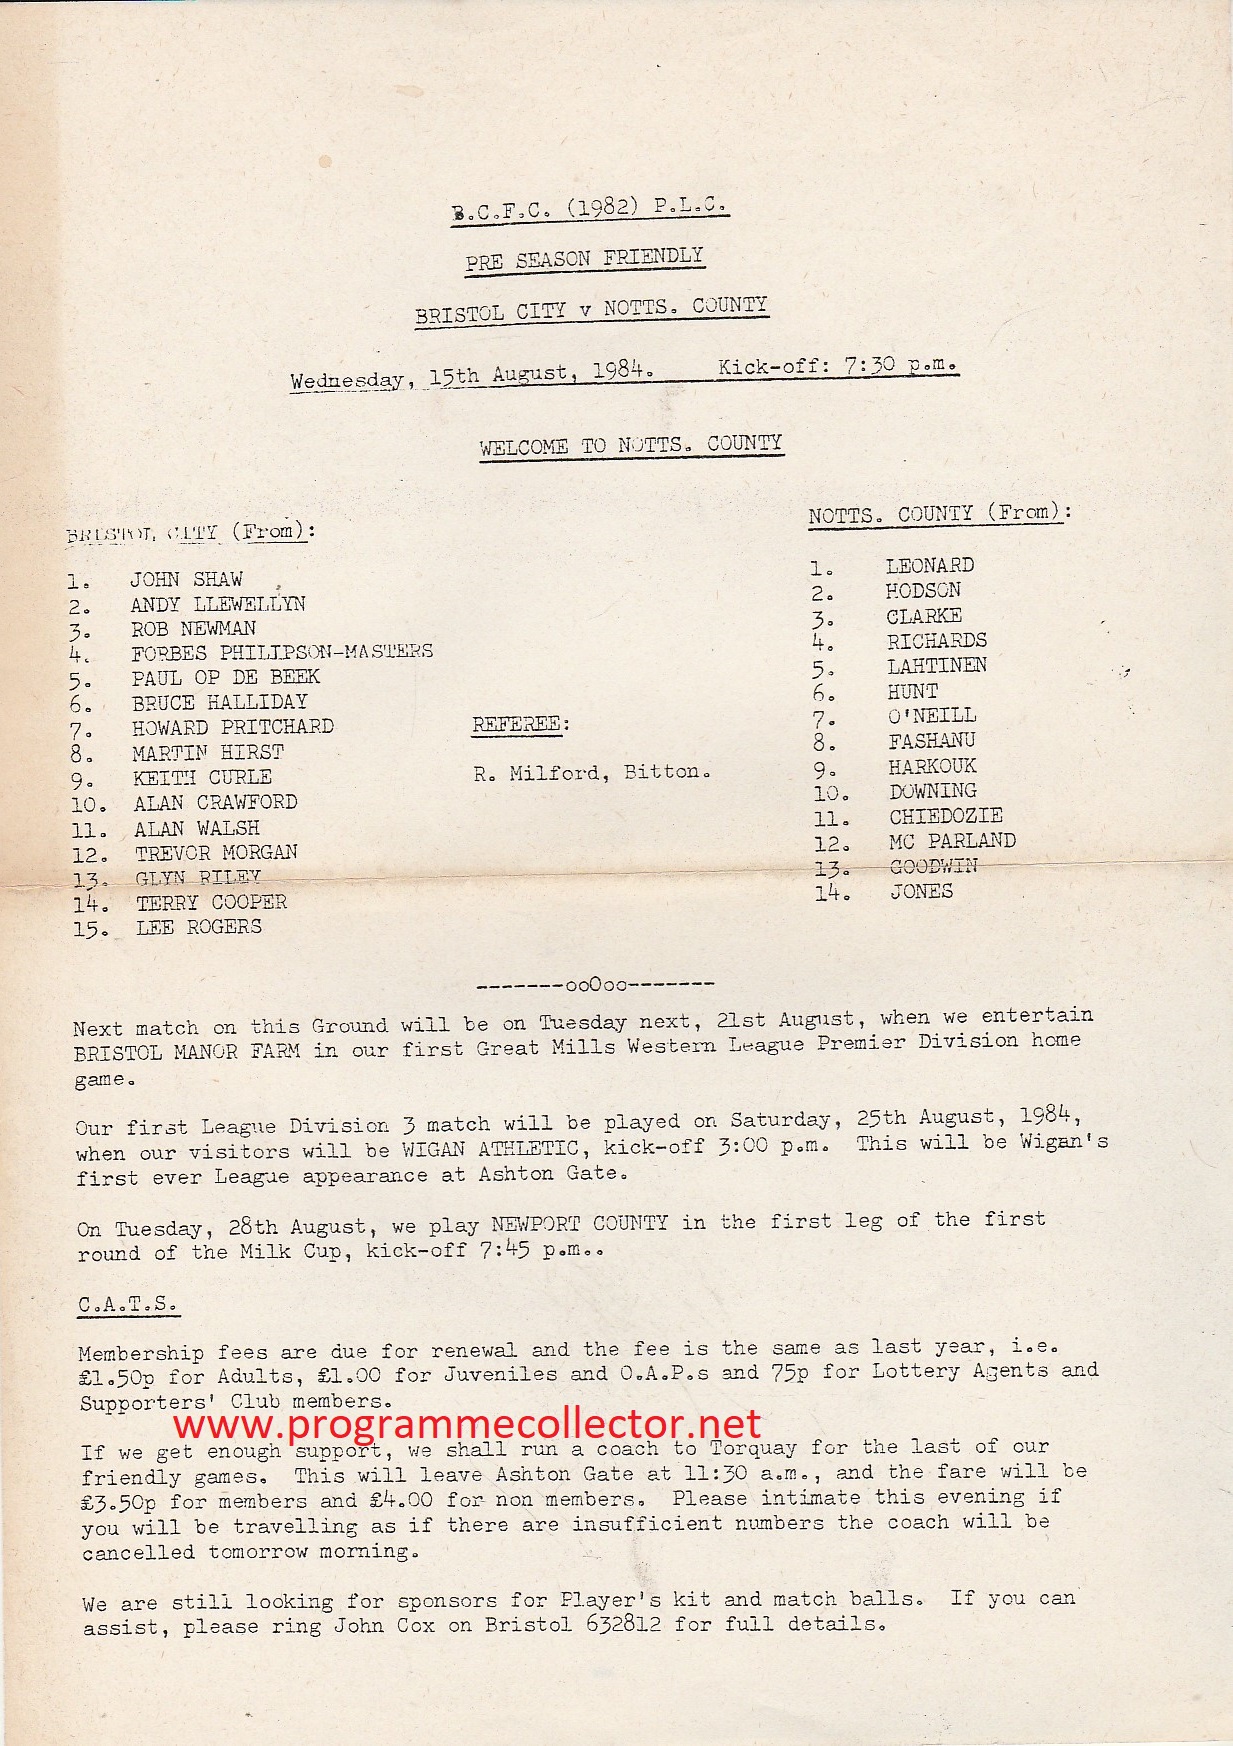 B.C.F.C. (1982) P.L.C.
PRE SEASON FRIENDLY
BRISTOL CITY v NOTTS. COUNTY
Wednesday, 15th August, 1984. Kick-off: 7:30 p.m.
WELCOME TO NOTTS. COUNTY
BRISTOL CITY (From):
1. JOHN SHAW
2. ANDY LLEWELLYN
3. ROB NEWMAN
4. FORBES PHILIPSON-MASTERS
5. PAUL OP DE BEEK
6. BRUCE HALLIDAY
7. HOWARD PRITCHARD
8. MARTIN HIRST
9. KEITH CURLE
10. ALAN CRAWFORD
11. ALAN WALSH
12. TREVOR MORGAN
13. GLYN RILEY
14. TERRY COOPER
15. LEE ROGERS
REFEREE:
R. Milford, Bitton.
NOTTS. COUNTY (From):
1. LEONARD
2. HODSON
3. CLARKE
4. RICHARDS
5. LAHTINEN
6. HUNT
7. O'NEILL
8. FASHANU
9. HARKOUK
10. DOWNING
11. CHIEDOZIE
12. MC PARLAND
13. GOODWIN
14. JONES
-------ooOoo-------
Next match on this Ground will be on Tuesday next, 21st August, when we entertain
BRISTOL MANOR FARM in our first Great Mills Western League Premier Division home
game.
Our first League Division 3 match will be played on Saturday, 25th August, 1984,
when our visitors will be WIGAN ATHLETIC, kick-off 3:00 p.m. This will be Wigan's
first ever League appearance at Ashton Gate.
On Tuesday, 28th August, we play NEWPORT COUNTY in the first leg of the first
round of the Milk Cup, kick-off 7:45 p.m..
C.A.T.S.
Membership fees are due for renewal and the fee is the same as last year, i.e.
£1.50p for Adults, £1.00 for Juveniles and O.A.P.s and 75p for Lottery Agents and
Supporters' Club members.
www.programmecollector.net
If we get enough support, we shall run a coach to Torquay for the last of our
friendly games. This will leave Ashton Gate at 11:30 a.m., and the fare will be
£3.50p for members and £4.00 for non members. Please intimate this evening if
you will be travelling as if there are insufficient numbers the coach will be
cancelled tomorrow morning.
We are still looking for sponsors for Player's kit and match balls. If you can
assist, please ring John Cox on Bristol 632812 for full details.